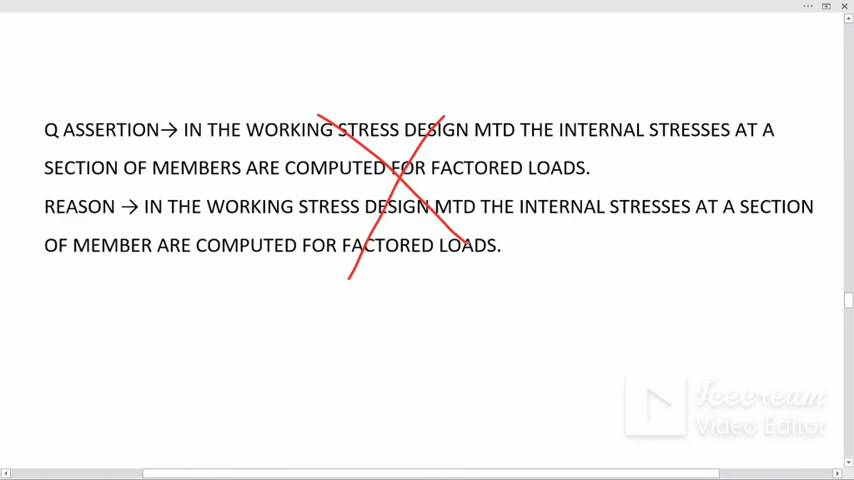 Q ASSERTION→ IN THE WORKING STRESS DESIGN MTD THE INTERNAL STRESSES AT A
SECTION OF MEMBERS ARE COMPUTED FOR FACTORED LOADS.
REASON → IN THE WORKING STRESS DESIGN MTD THE INTERNAL STRESSES AT A SECTION
OF MEMBER ARE COMPUTED FOR FACTORED LOADS.
Icecream
Video Editor